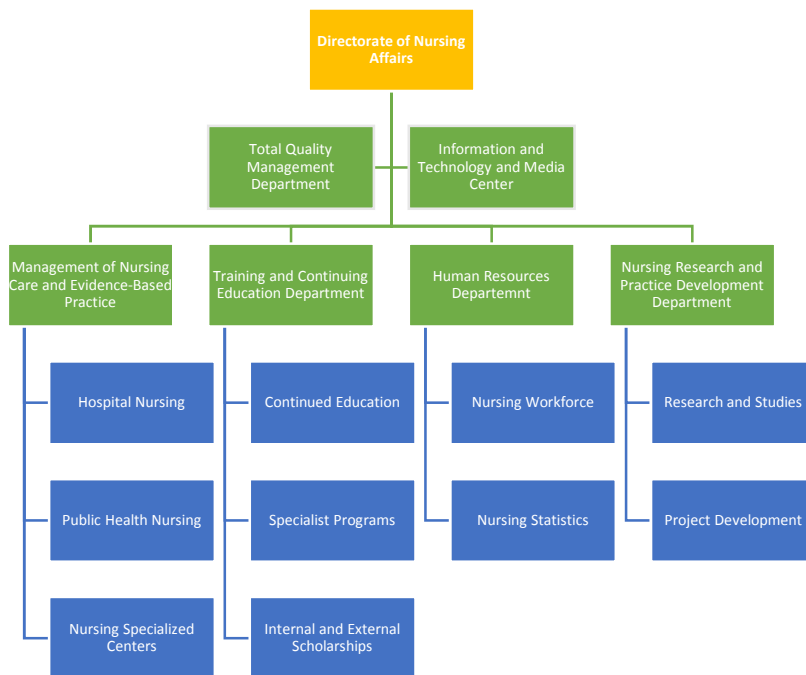 Directorate of Nursing
Affairs
Total Quality
Management
Department
Information and
Technology and Media
Center
Management of Nursing
Care and Evidence-Based
Practice
Training and Continuing
Education Department
Human Resources
Departemnt
Nursing Research and
Practice Development
Department
Hospital Nursing
Continued Education
Nursing Workforce
Research and Studies
Public Health Nursing
Specialist Programs
Nursing Statistics
Project Development
Nursing Specialized
Centers
Internal and External
Scholarships